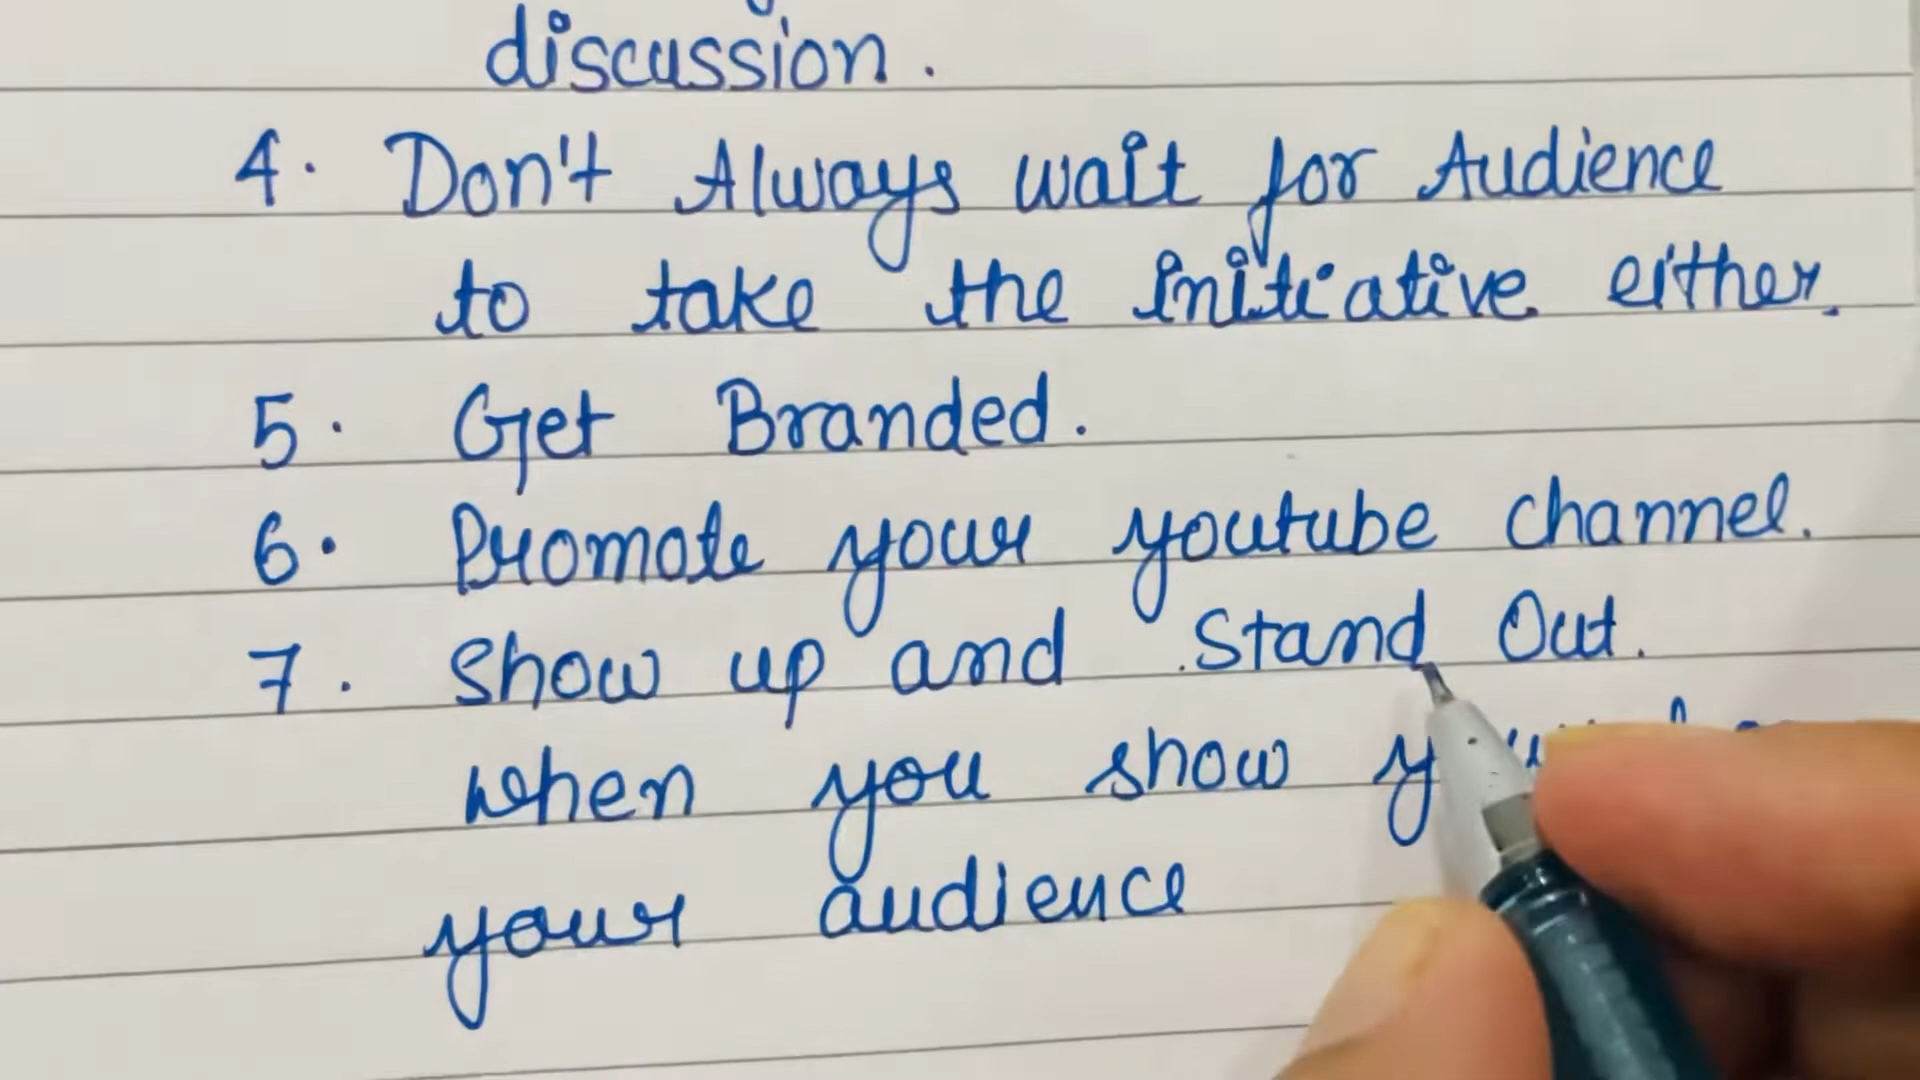 discussion.
4. Don't Always wait for Audience
to take the initiative either.
5. Get Branded.
6. Promote your youtube channel.
7. Show up and Stand Out.
when you show
your audience